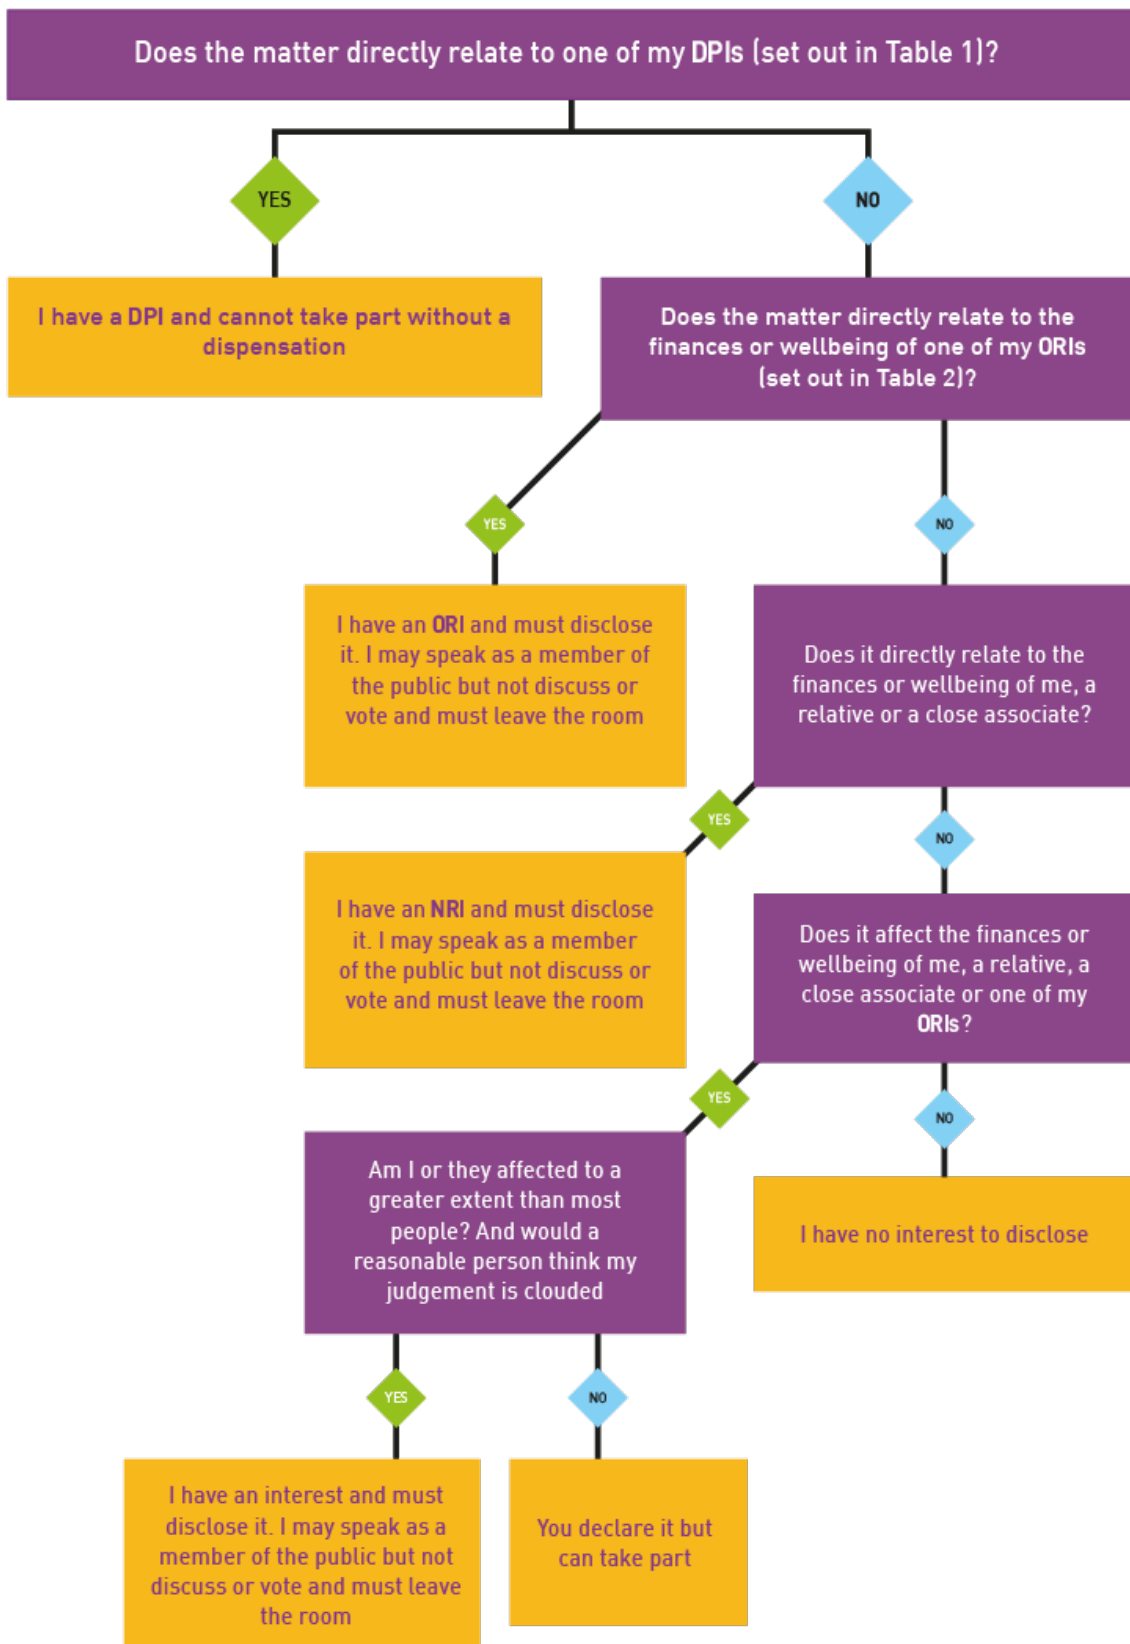 Does the matter directly relate to one of my DPIs (set out in Table 1)?
YES
NO
I have a DPI and cannot take part without a
dispensation
Does the matter directly relate to the
finances or wellbeing of one of my ORIs
(set out in Table 2)?
YES
NO
I have an ORI and must disclose
it. I may speak as a member of
the public but not discuss or
vote and must leave the room
Does it directly relate to the
finances or wellbeing of me, a
relative or a close associate?
YES
NO
I have an NRI and must disclose
it. I may speak as a member
of the public but not discuss or
vote and must leave the room
Does it affect the finances or
wellbeing of me, a relative, a
close associate or one of my
ORIs?
YES
NO
Am I or they affected to a
greater extent than most
people? And would a
reasonable person think my
judgement is clouded
I have no interest to disclose
YES
NO
I have an interest and must
disclose it. I may speak as a
member of the public but not
discuss or vote and must leave
the room
You declare it but
can take part